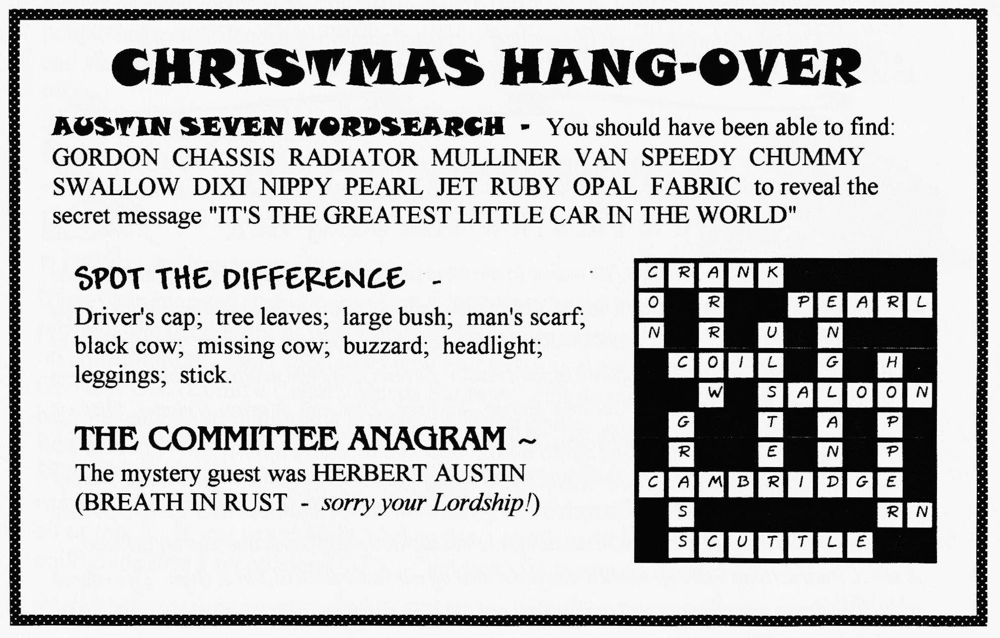 CHRISTMAS HANG-OVER
AUSTIN SEVEN WORDSEARCH - You should have been able to find:
GORDON CHASSIS RADIATOR MULLINER VAN SPEEDY CHUMMY
SWALLOW DIXI NIPPY PEARL JET RUBY OPAL FABRIC to reveal the
secret message "IT'S THE GREATEST LITTLE CAR IN THE WORLD"
SPOT THE DIFFERENCE -
Driver's cap; tree leaves; large bush; man's scarf;
black cow; missing cow; buzzard; headlight;
leggings; stick.
THE COMMITTEE ANAGRAM ~
The mystery guest was HERBERT AUSTIN
(BREATH IN RUST - sorry your Lordship!)
C R A N K
O R P E A R L
N R U N
C O I L G H
W S A L O O N
G T A P
R E N P
C A M B R I D G E
S R N
S C U T T L E